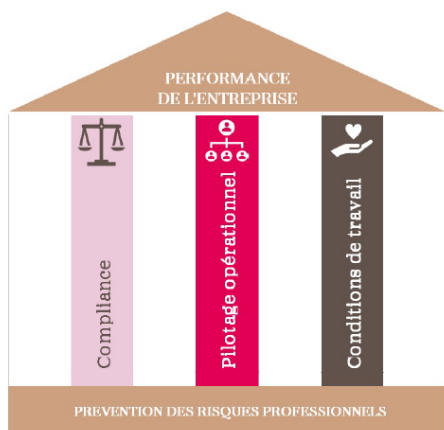 PERFORMANCE
DE L'ENTREPRISE
Compliance
Pilotage opérationnel
Conditions de travail
PREVENTION DES RISQUES PROFESSIONNELS